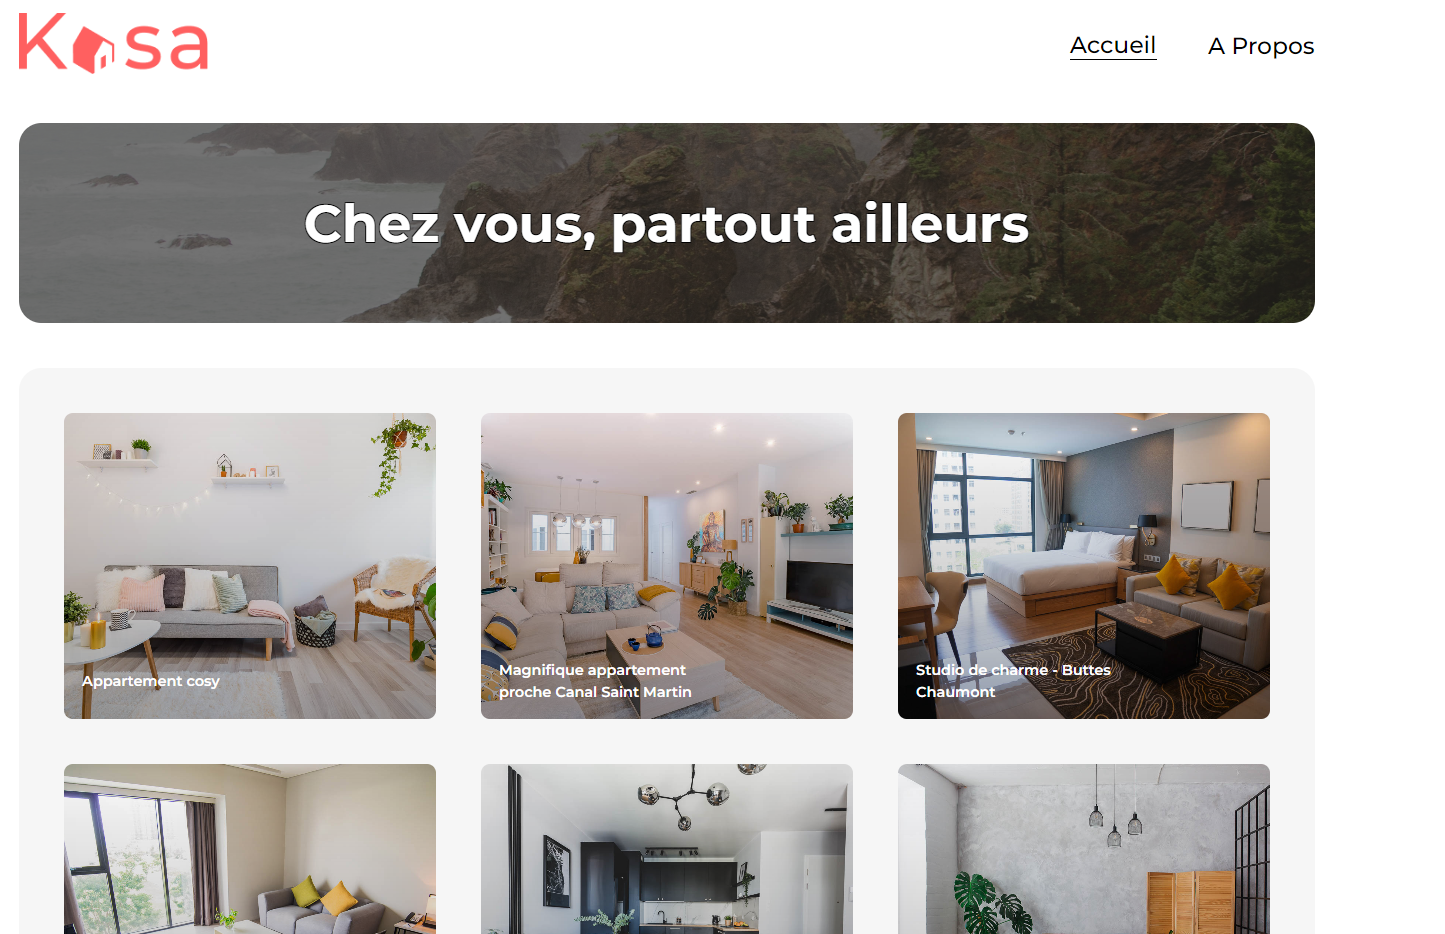 Kasa
Accueil
A Propos
Chez vous, partout ailleurs
Appartement cosy
Magnifique appartement
proche Canal Saint Martin
Studio de charme - Buttes
Chaumont